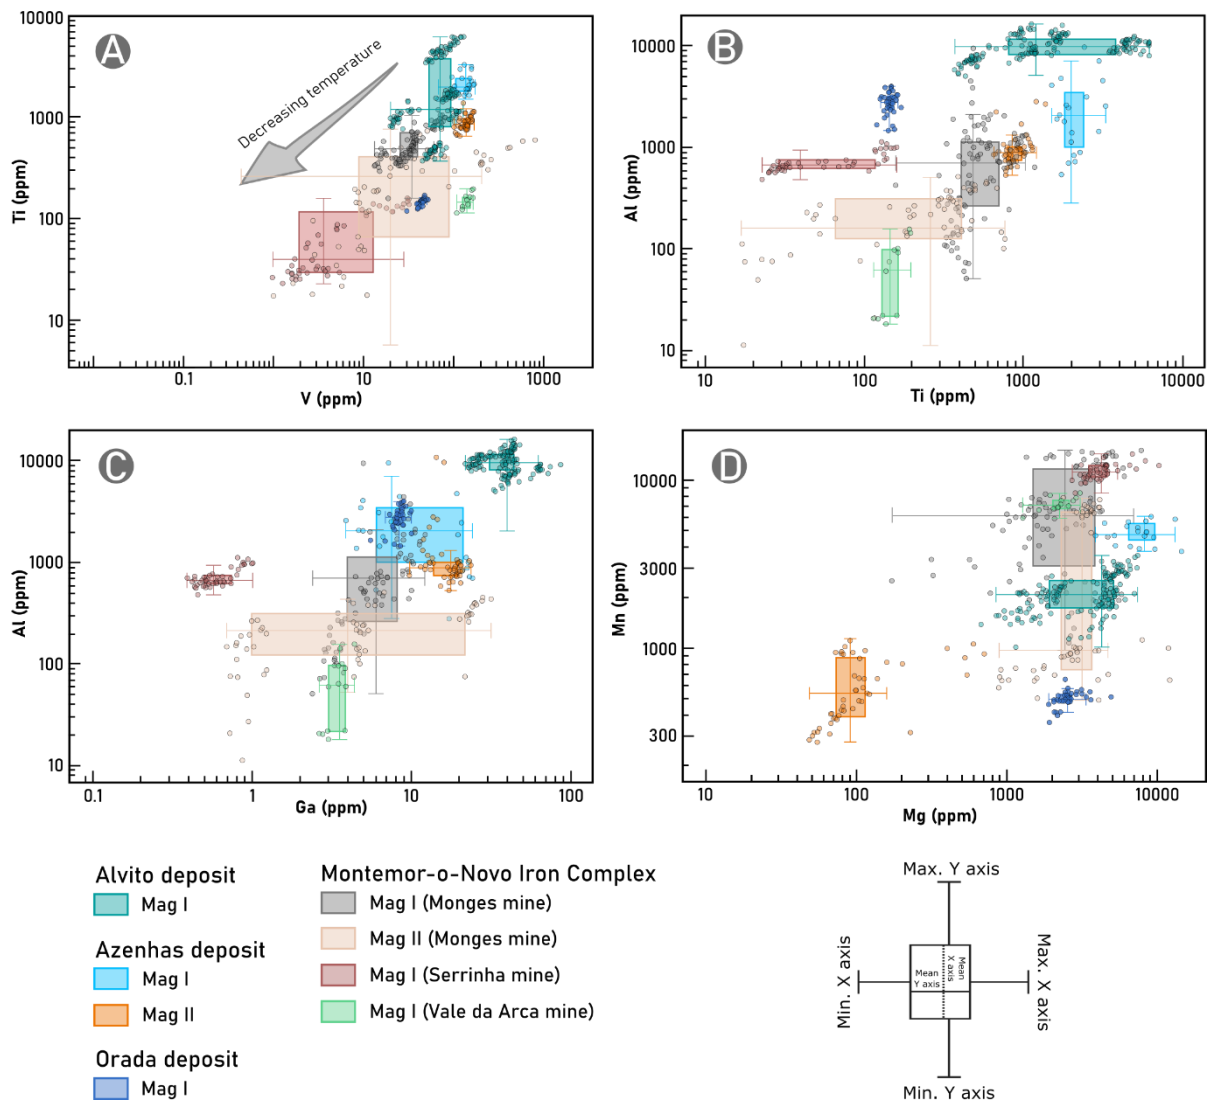 A
Decreasing temperature
Ti (ppm)
10000
1000
100
10
0.1
10
1000
V (ppm)
B
Al (ppm)
10000
1000
100
10
10
100
1000
10000
Ti (ppm)
C
Al (ppm)
10000
1000
100
10
0.1
1
10
100
Ga (ppm)
D
Mn (ppm)
10000
3000
1000
300
10
100
1000
10000
Mg (ppm)
Alvito deposit
Mag I
Azenhas deposit
Mag I
Mag II
Orada deposit
Mag I
Montemor-o-Novo Iron Complex
Mag I (Monges mine)
Mag II (Monges mine)
Mag I (Serrinha mine)
Mag I (Vale da Arca mine)
Max. Y axis
Min. X axis
Mean
Y axis
Mean
X axis
Max. X axis
Min. Y axis